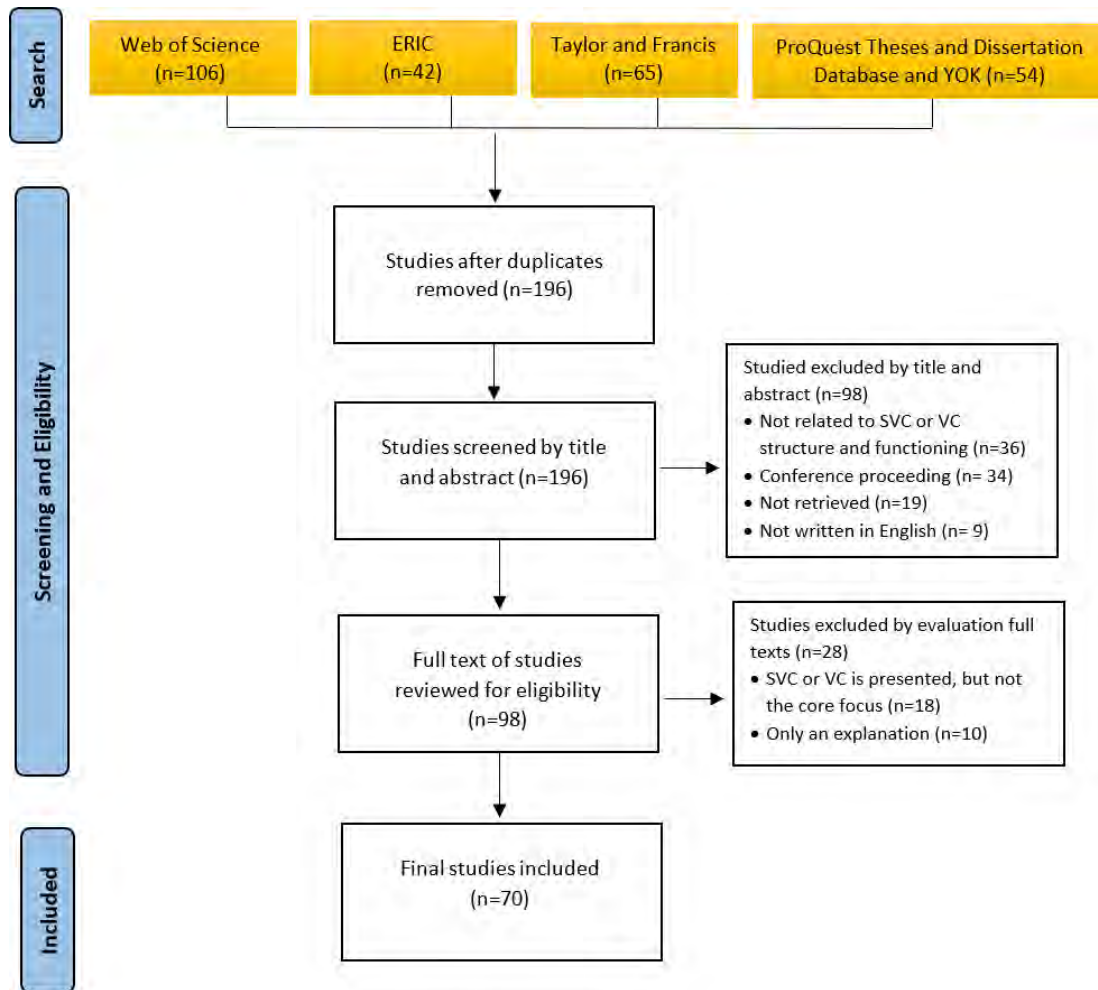 Search
Web of Science
(n=106)
ERIC
(n=42)
Taylor and Francis
(n=65)
ProQuest Theses and Dissertation
Database and YOK (n=54)
Screening and Eligibility
Studies after duplicates
removed (n=196)
Studies screened by title
and abstract (n=196)
Studied excluded by title and
abstract (n=98)
• Not related to SVC or VC
structure and functioning (n=36)
• Conference proceeding (n= 34)
• Not retrieved (n=19)
• Not written in English (n= 9)
Full text of studies
reviewed for eligibility
(n=98)
Studies excluded by evaluation full
texts (n=28)
• SVC or VC is presented, but not
the core focus (n=18)
• Only an explanation (n=10)
Included
Final studies included
(n=70)